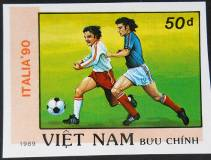 50đ
ITALIA'90
1989
VIỆT NAM BƯU CHÍNH